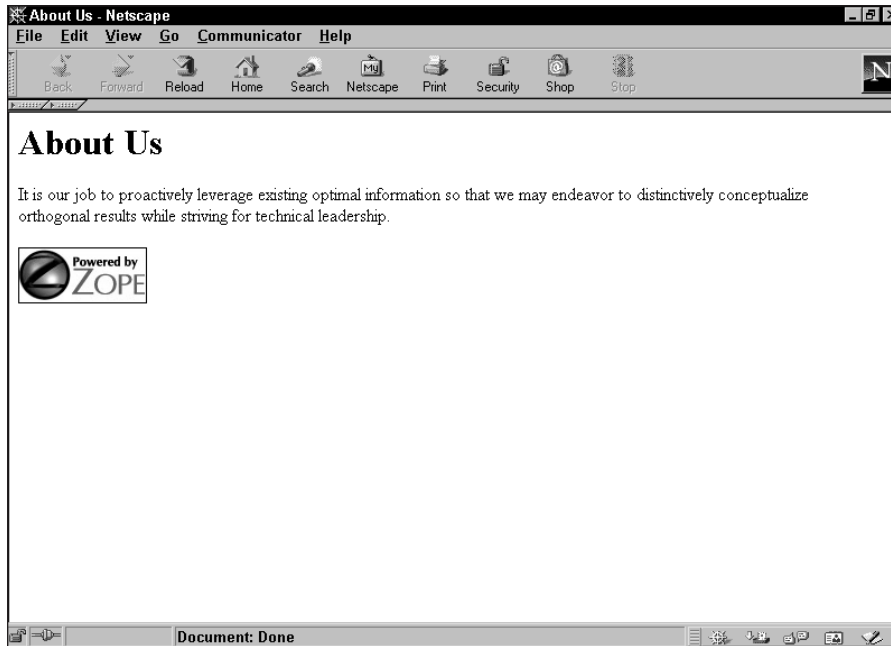 About Us - Netscape
File Edit View Go Communicator Help
My N
Back Forward Reload Home Search Netscape Print Security Shop Stop
About Us
It is our job to proactively leverage existing optimal information so that we may endeavor to distinctively conceptualize
orthogonal results while striving for technical leadership.
Powered by
ZOPE
Document: Done